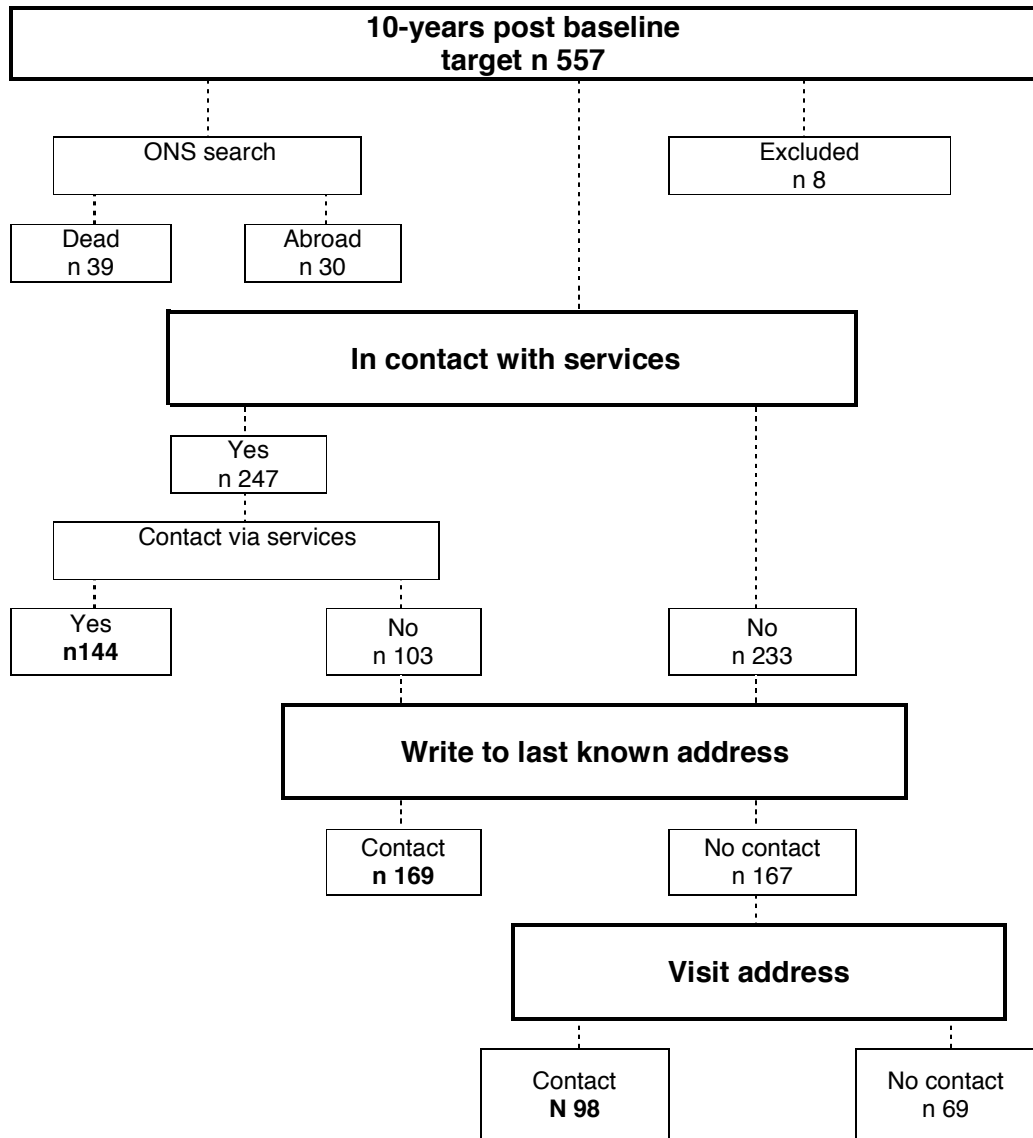 10-years post baseline
target n 557
ONS search
Excluded
n 8
Dead
n 39
Abroad
n 30
In contact with services
Yes
n 247
Contact via services
Yes
n144
No
n 103
No
n 233
Write to last known address
Contact
n 169
No contact
n 167
Visit address
Contact
N 98
No contact
n 69